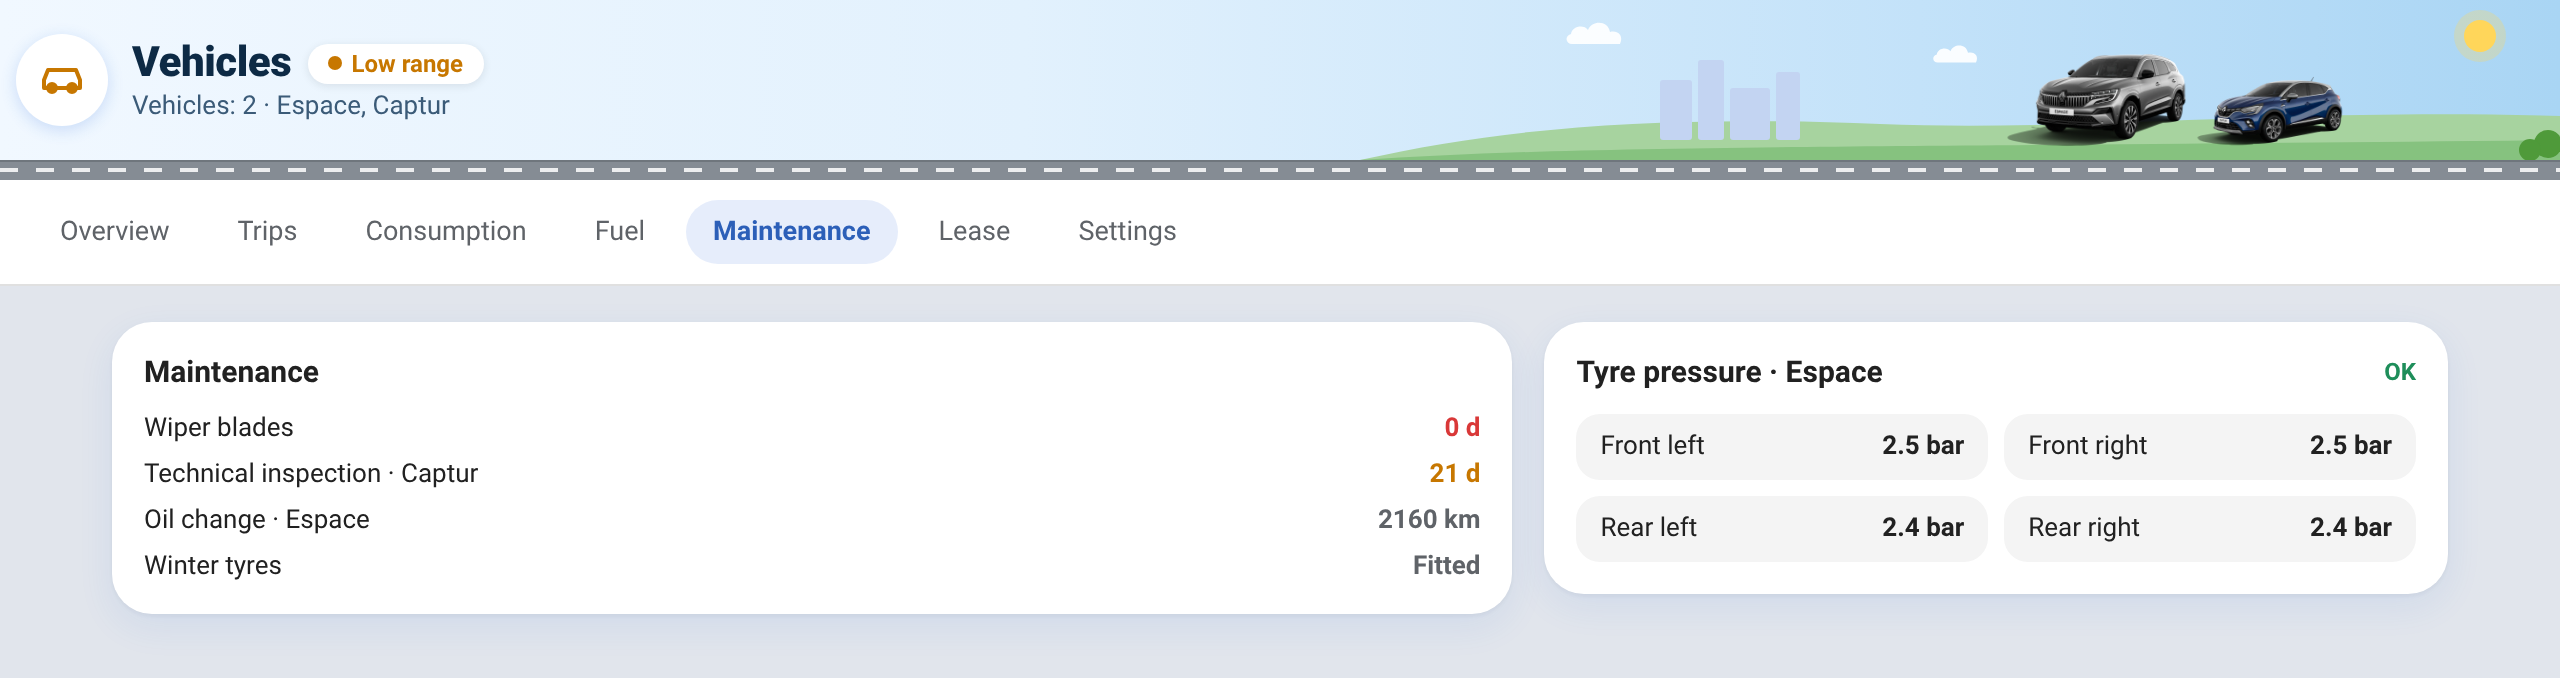 Vehicles
Low range
Vehicles: 2 · Espace, Captur
Overview Trips Consumption Fuel Maintenance Lease Settings
Maintenance
Wiper blades 0 d
Technical inspection · Captur 21 d
Oil change · Espace 2160 km
Winter tyres Fitted
Tyre pressure · Espace OK
Front left 2.5 bar Front right 2.5 bar
Rear left 2.4 bar Rear right 2.4 bar